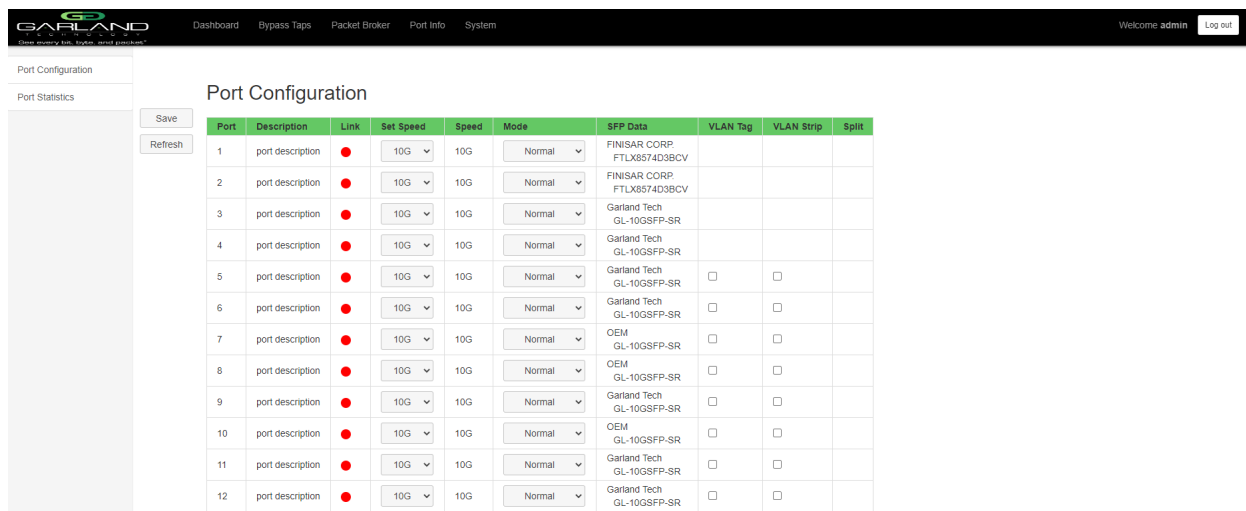 GARLAND
TECHNOLOGY
See every bit, byte, and packet®
Dashboard Bypass Taps Packet Broker Port Info System
Welcome admin Log out
Port Configuration
Port Statistics
Port Configuration
Save
Refresh
Port Description Link Set Speed Speed Mode SFP Data VLAN Tag VLAN Strip Split
1 port description 10G 10G Normal FINISAR CORP.
FTLX8574D3BCV
2 port description 10G 10G Normal FINISAR CORP.
FTLX8574D3BCV
3 port description 10G 10G Normal Garland Tech
GL-10GSFP-SR
4 port description 10G 10G Normal Garland Tech
GL-10GSFP-SR
5 port description 10G 10G Normal Garland Tech
GL-10GSFP-SR
6 port description 10G 10G Normal Garland Tech
GL-10GSFP-SR
7 port description 10G 10G Normal OEM
GL-10GSFP-SR
8 port description 10G 10G Normal OEM
GL-10GSFP-SR
9 port description 10G 10G Normal Garland Tech
GL-10GSFP-SR
10 port description 10G 10G Normal OEM
GL-10GSFP-SR
11 port description 10G 10G Normal Garland Tech
GL-10GSFP-SR
12 port description 10G 10G Normal Garland Tech
GL-10GSFP-SR